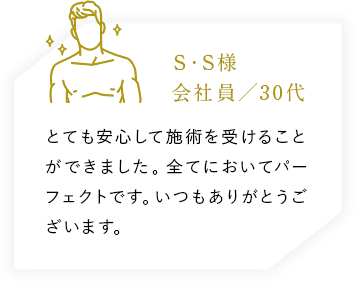 S・S様
会社員／30代
とても安心して施術を受けること
ができました。全てにおいてパー
フェクトです。いつもありがとうご
ざいます。